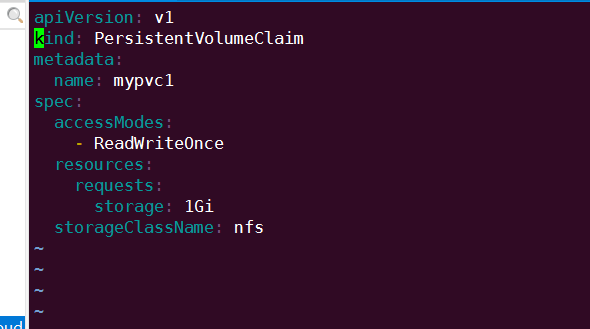 apiVersion: v1
kind: PersistentVolumeClaim
metadata:
  name: mypvc1
spec:
  accessModes:
    - ReadWriteOnce
  resources:
    requests:
      storage: 1Gi
  storageClassName: nfs
~
~
~
~